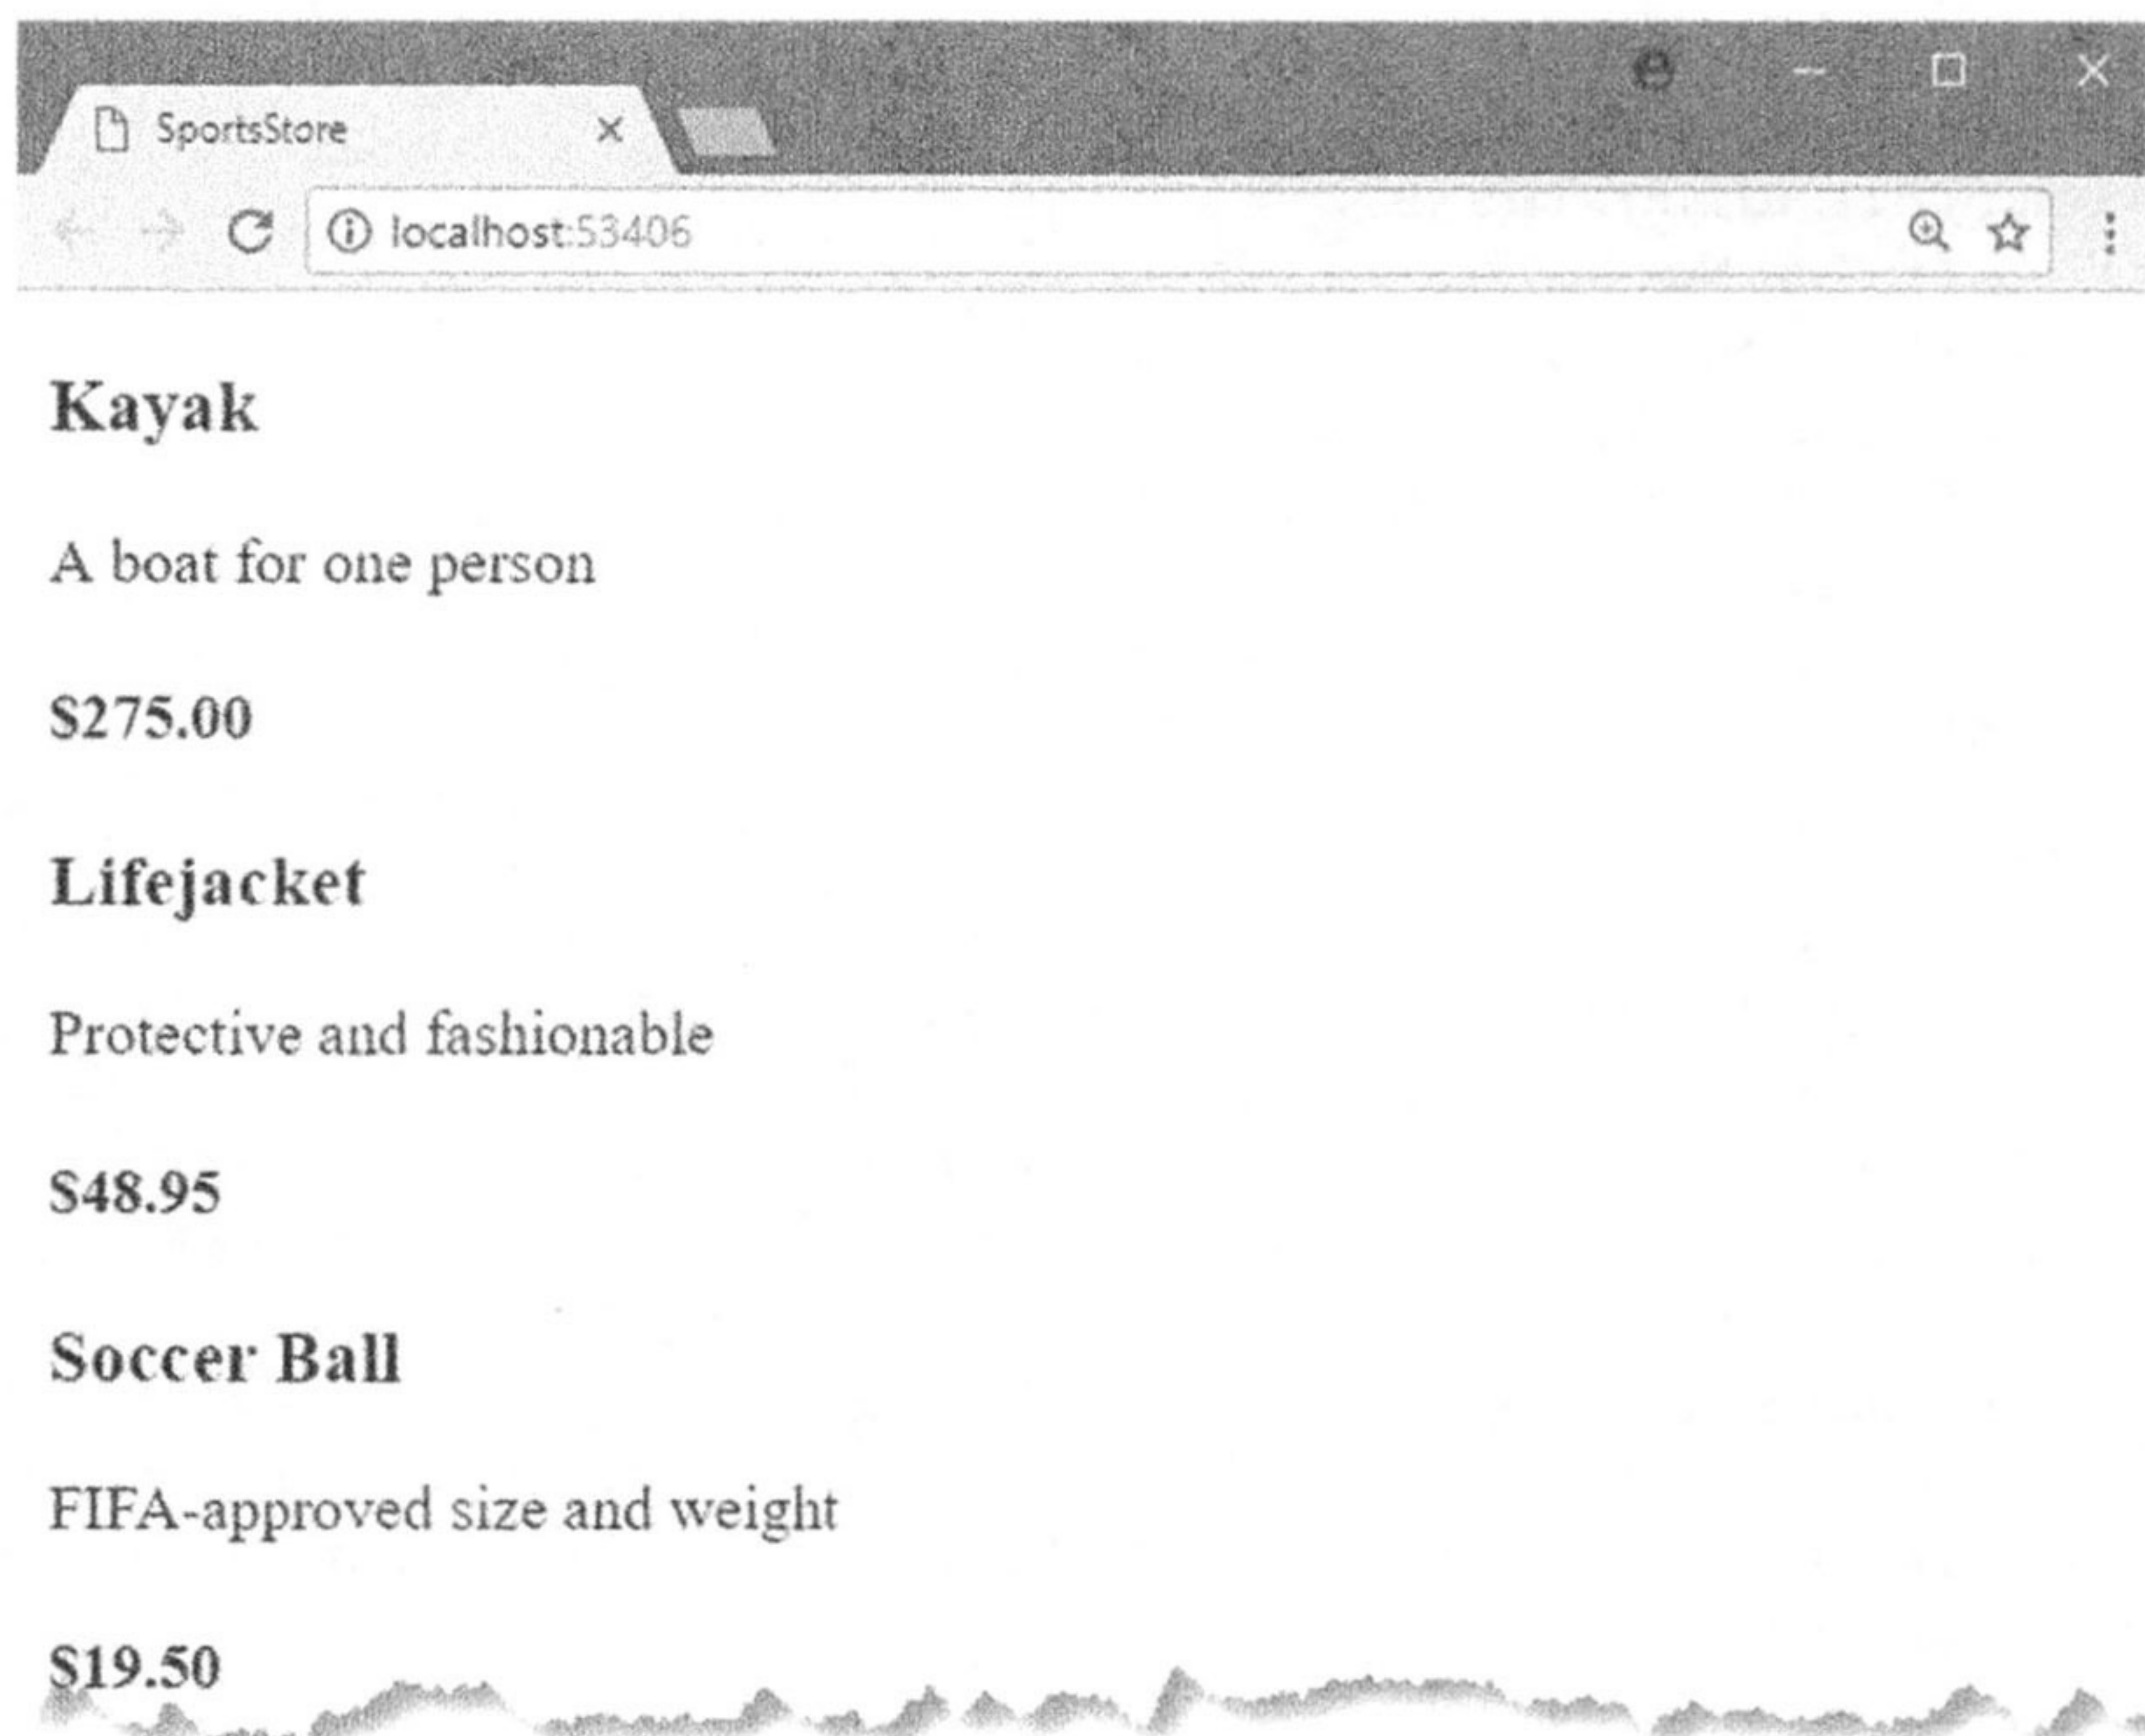 SportsStore
localhost:53406
Kayak
A boat for one person
$275.00
Lifejacket
Protective and fashionable
$48.95
Soccer Ball
FIFA-approved size and weight
$19.50